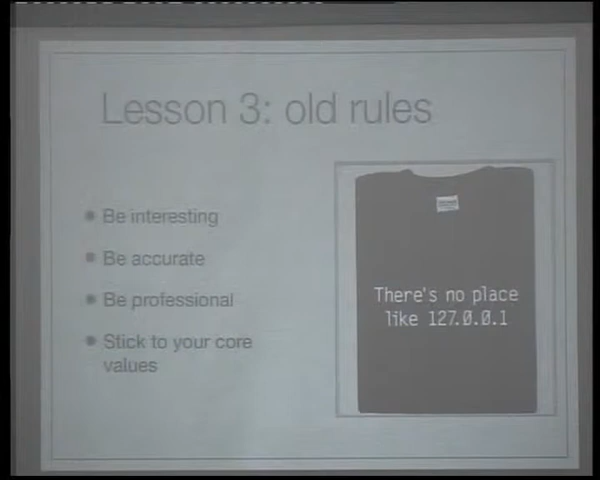 Lesson 3: old rules
Be interesting
Be accurate
Be professional
Stick to your core
values
There's no place
like 127.0.0.1